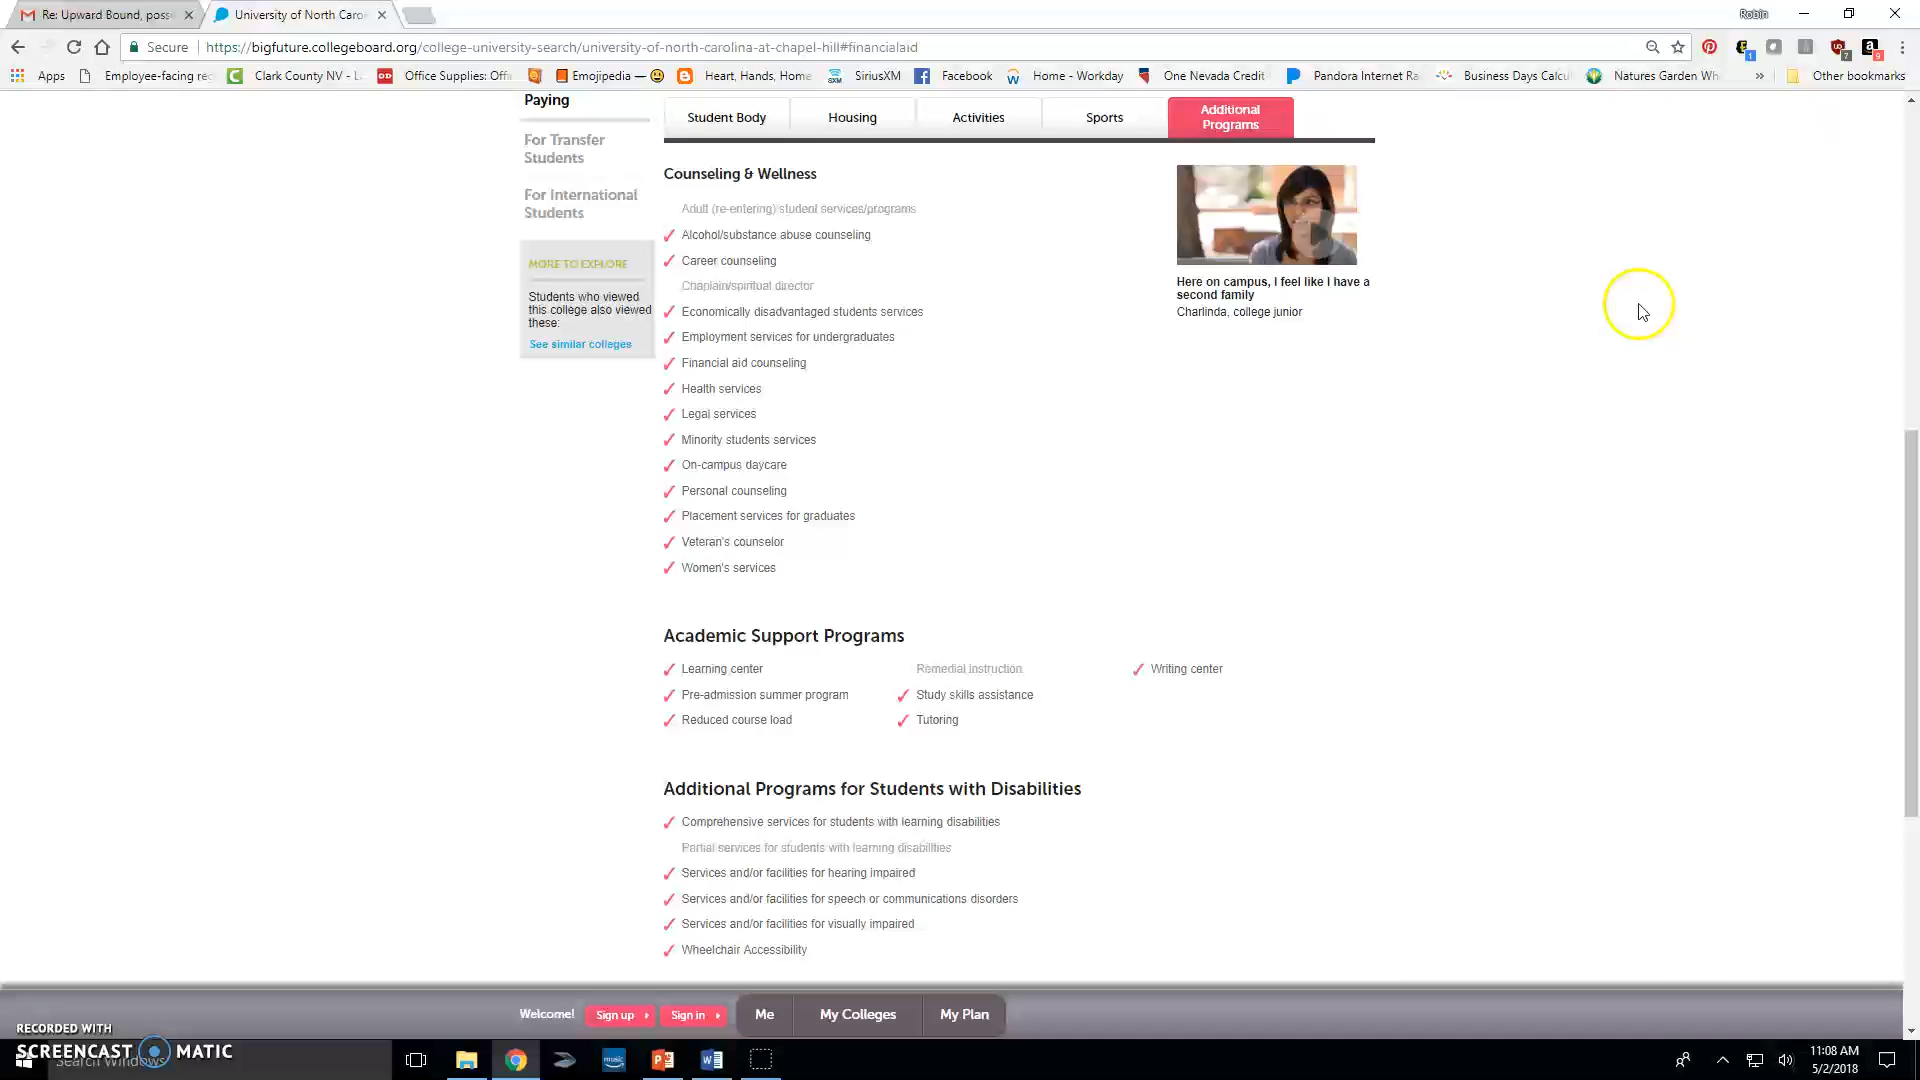 Re: Upward Bound, poss
University of North Caro
Robin
Secure
https://bigfuture.collegeboard.org/college-university-search/university-of-north-carolina-at-chapel-hill#financialaid
1
7
9
Apps
Employee-facing re
Clark County NV - L
Office Supplies: Offi
Emojipedia —
Heart, Hands, Home
SiriusXM
Facebook
Home - Workday
One Nevada Credit
Pandora Internet Ra
Business Days Calcu
Natures Garden Wh
»
Other bookmarks
Paying
For Transfer
Students
For International
Students
MORE TO EXPLORE
Students who viewed
this college also viewed
these:
See similar colleges
Student Body
Housing
Activities
Sports
Additional
Programs
Counseling & Wellness
Adult (re-entering) student services/programs
Alcohol/substance abuse counseling
Career counseling
Chaplain/spiritual director
Economically disadvantaged students services
Employment services for undergraduates
Financial aid counseling
Health services
Legal services
Minority students services
On-campus daycare
Personal counseling
Placement services for graduates
Veteran's counselor
Women's services
Here on campus, I feel like I have a
second family
Charlinda, college junior
Academic Support Programs
Learning center
Remedial instruction
Writing center
Pre-admission summer program
Study skills assistance
Reduced course load
Tutoring
Additional Programs for Students with Disabilities
Comprehensive services for students with learning disabilities
Partial services for students with learning disabilities
Services and/or facilities for hearing impaired
Services and/or facilities for speech or communications disorders
Services and/or facilities for visually impaired
Wheelchair Accessibility
Welcome!
Sign up
Sign in
Me
My Colleges
My Plan
RECORDED WITH
SCREENCAST MATIC
Search Windows
music
11:08 AM
5/2/2018